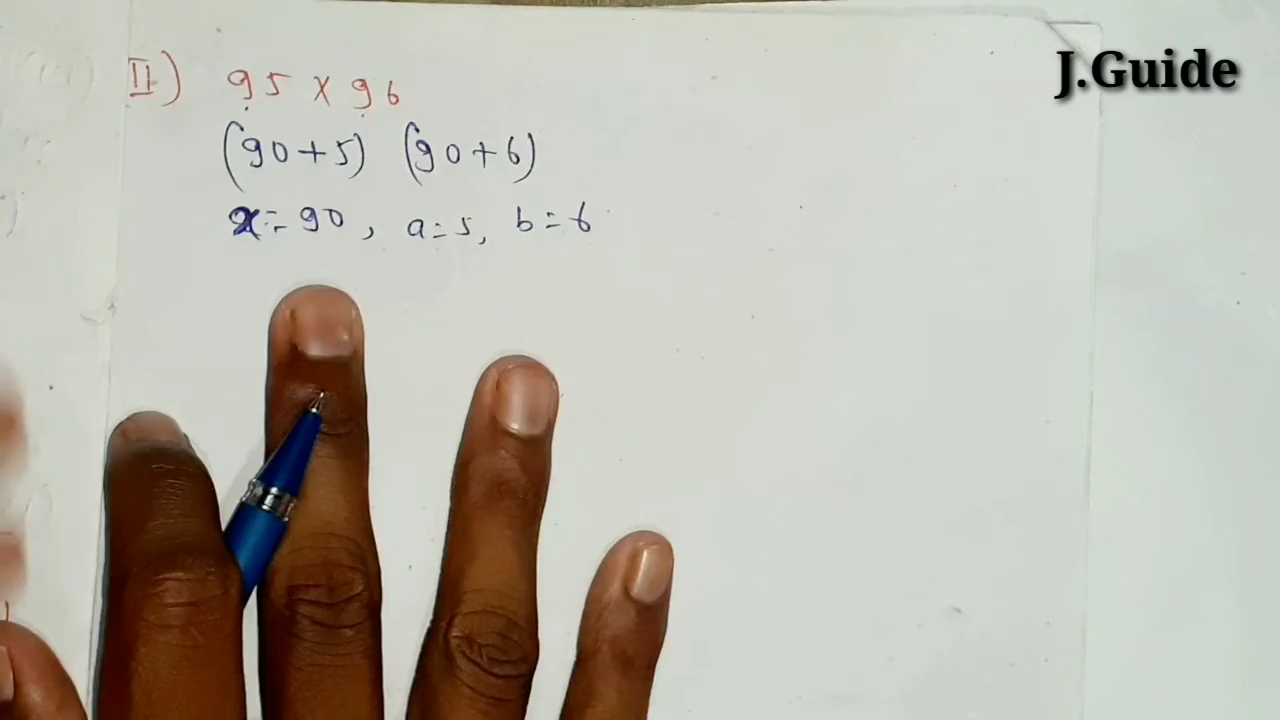 J.Guide
II) 95 x 96
(90+5) (90+6)
x = 90, a = 5, b = 6